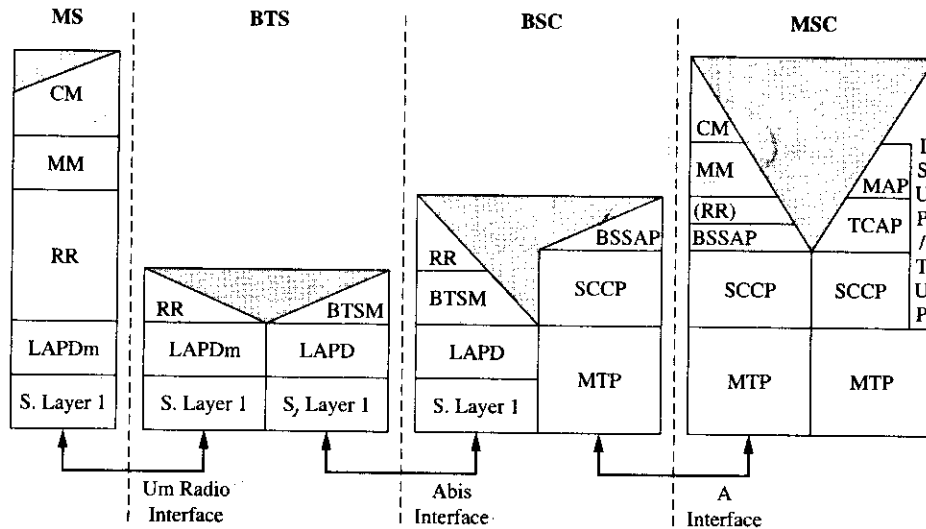 MS
BTS
BSC
MSC
CM
MM
RR
LAPDm
S. Layer 1
RR
BTSM
LAPDm
LAPD
S. Layer 1
S, Layer 1
RR
BTSM
LAPD
S. Layer 1
BSSAP
SCCP
MTP
CM
MM
(RR)
BSSAP
SCCP
MTP
MAP
TCAP
SCCP
MTP
I
S
U
P
/
T
U
P
Um Radio
Interface
Abis
Interface
A
Interface